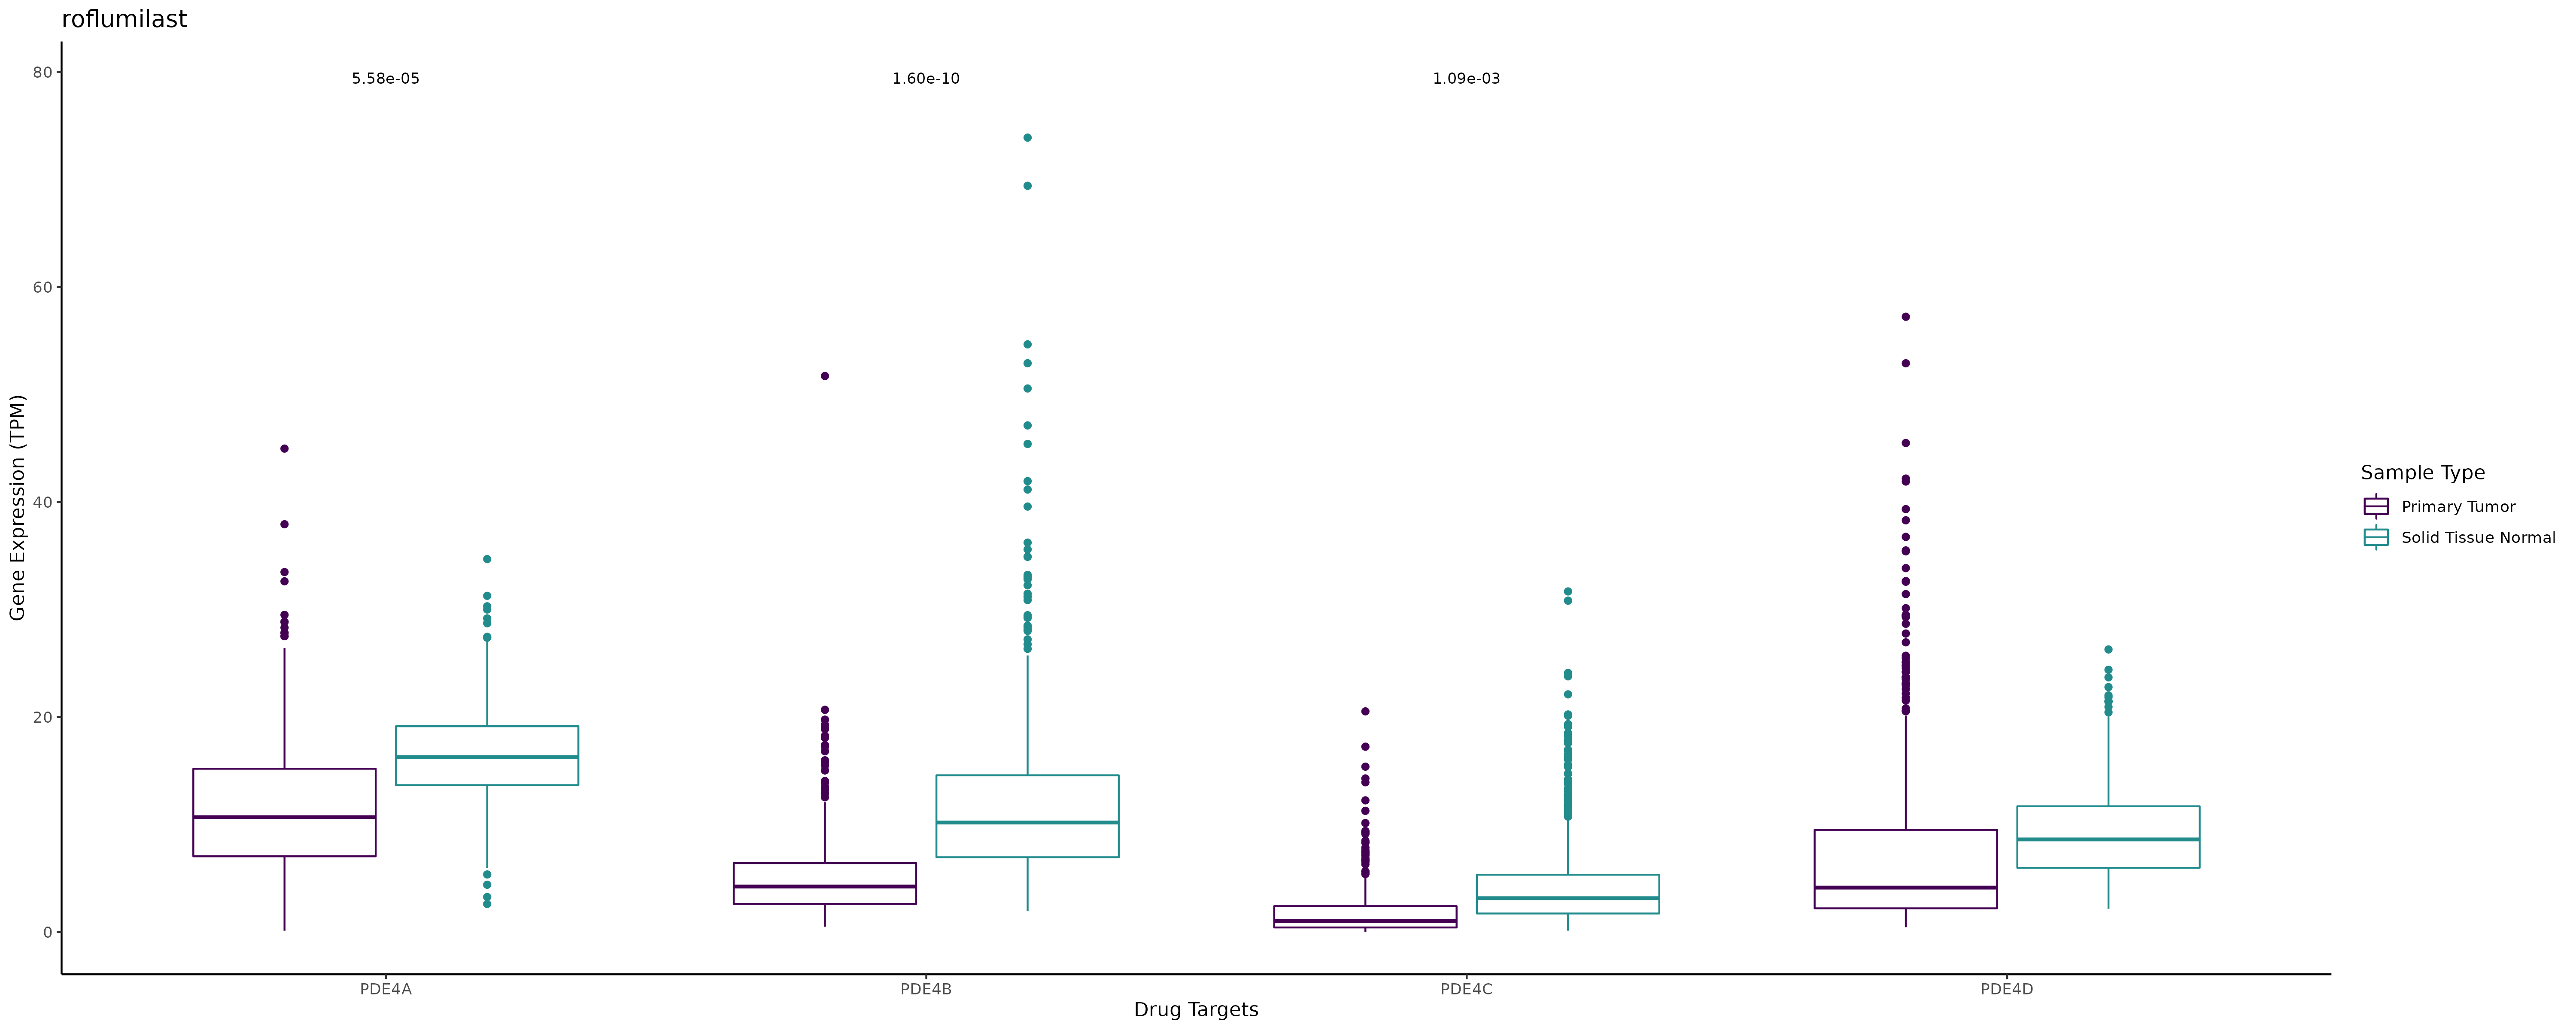 roflumilast
80
60
40
20
0
Gene Expression (TPM)
5.58e-05
1.60e-10
1.09e-03
PDE4A
PDE4B
PDE4C
PDE4D
Drug Targets
Sample Type
Primary Tumor
Solid Tissue Normal